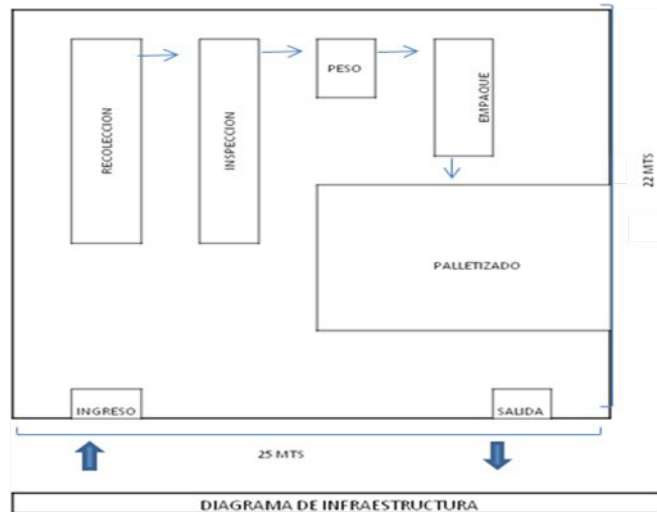 PESO
RECOLECCION
INSPECCION
EMPAQUE
22 MTS
PALLETIZADO
INGRESO
SALIDA
25 MTS
DIAGRAMA DE INFRAESTRUCTURA